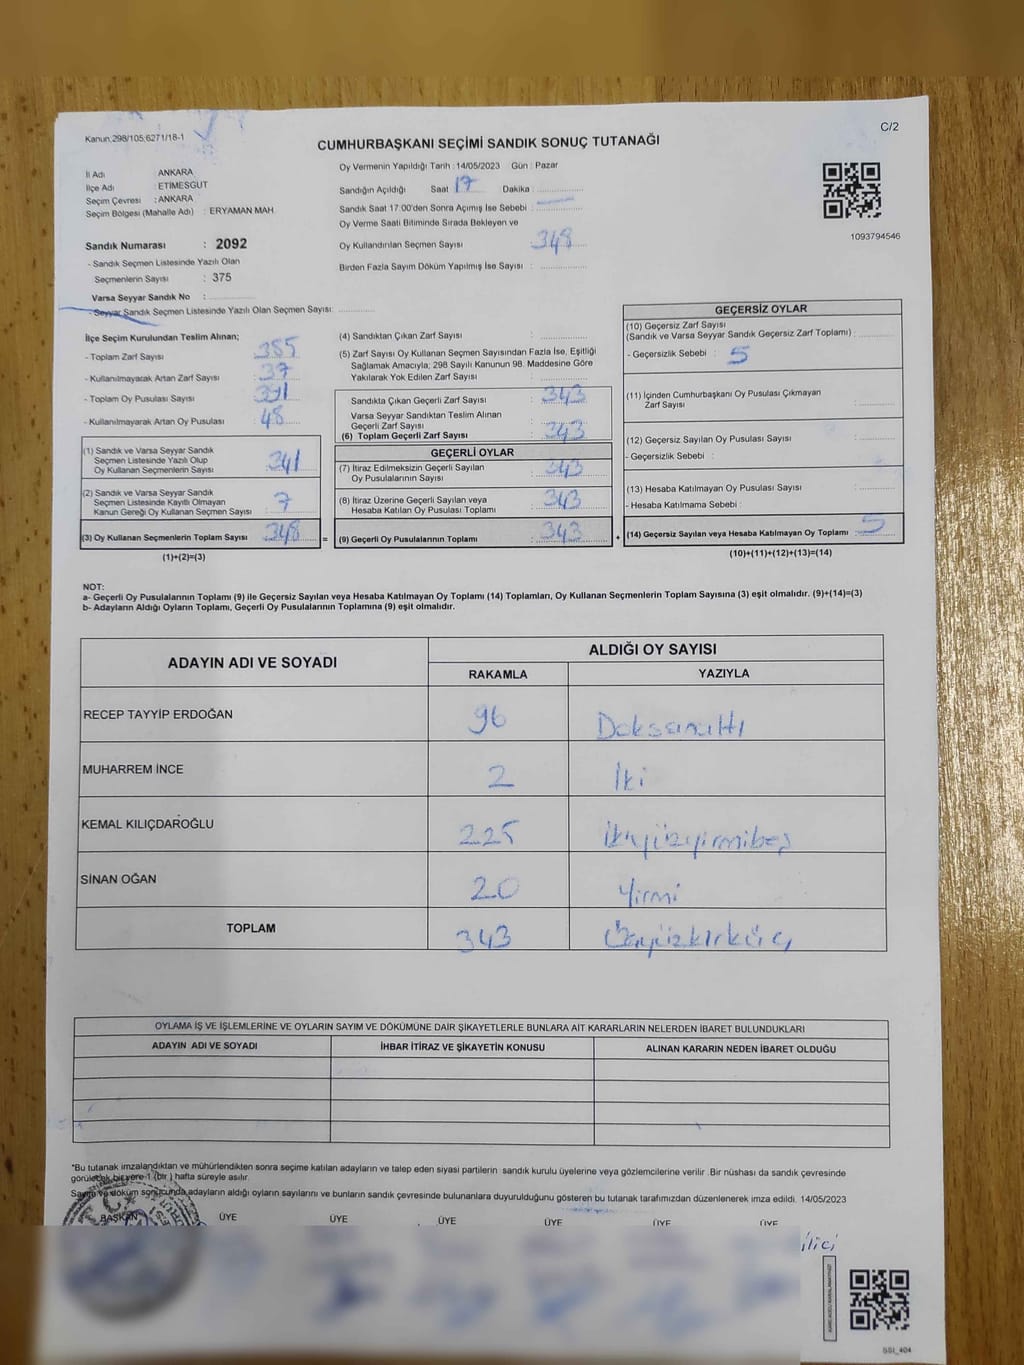 Kanun:298/105;6271/18-1
C/2
CUMHURBAŞKANI SEÇİMİ SANDIK SONUÇ TUTANAĞI
İl Adı ANKARA
İlçe Adı : ETİMESGUT
Seçim Çevresi : ANKARA
Seçim Bölgesi (Mahalle Adı) : ERYAMAN MAH.
Oy Vermenin Yapıldığı Tarih : 14/05/2023 Gün : Pazar
Sandığın Açıldığı Saat 17 Dakika :
Sandık Saat 17:00'den Sonra Açımış İse Sebebi :
Oy Verme Saati Bitiminde Sırada Bekleyen ve
Oy Kullandırılan Seçmen Sayısı 348
Birden Fazla Sayım Döküm Yapılmış İse Sayısı :
1093794546
Sandık Numarası : 2092
- Sandık Seçmen Listesinde Yazılı Olan
Seçmenlerin Sayısı : 375
Varsa Seyyar Sandık No :
- Seyyar Sandık Seçmen Listesinde Yazılı Olan Seçmen Sayısı:
İlçe Seçim Kurulundan Teslim Alınan;
- Toplam Zarf Sayısı 385
- Kullanılmayacak Artan Zarf Sayısı 37
- Toplam Oy Pusulası Sayısı 391
- Kullanılmayarak Artan Oy Pusulası 48
(1) Sandık ve Varsa Seyyar Sandık
Seçmen Listesinde Yazılı Olup
Oy Kullanan Seçmenlerin Sayısı 341
(2) Sandık ve Varsa Seyyar Sandık
Seçmen Listesinde Kayıtlı Olmayan
Kanun Gereği Oy Kullanan Seçmen Sayısı 7
(3) Oy Kullanan Seçmenlerin Toplam Sayısı 348 =
(1)+(2)=(3)
(4) Sandıktan Çıkan Zarf Sayısı :
(5) Zarf Sayısı Oy Kullanan Seçmen Sayısından Fazla İse, Eşitliği
Sağlamak Amacıyla; 298 Sayılı Kanunun 98. Maddesine Göre
Yakılarak Yok Edilen Zarf Sayısı :
Sandıkta Çıkan Geçerli Zarf Sayısı : 343
Varsa Seyyar Sandıktan Teslim Alınan
Geçerli Zarf Sayısı :
(6) Toplam Geçerli Zarf Sayısı 343
GEÇERLİ OYLAR
(7) İtiraz Edilmeksizin Geçerli Sayılan
Oy Pusulalarının Sayısı : 343
(8) İtiraz Üzerine Geçerli Sayılan veya
Hesaba Katılan Oy Pusulası Toplamı : 343
(9) Geçerli Oy Pusulalarının Toplamı : 343 +
GEÇERSİZ OYLAR
(10) Geçersiz Zarf Sayısı
(Sandık ve Varsa Seyyar Sandık Geçersiz Zarf Toplamı) :
- Geçersizlik Sebebi : 5
(11) İçinden Cumhurbaşkanı Oy Pusulası Çıkmayan
Zarf Sayısı :
(12) Geçersiz Sayılan Oy Pusulası Sayısı :
- Geçersizlik Sebebi :
(13) Hesaba Katılmayan Oy Pusulası Sayısı :
- Hesaba Katılmama Sebebi :
(14) Geçersiz Sayılan veya Hesaba Katılmayan Oy Toplamı : 5
(10)+(11)+(12)+(13)=(14)
NOT:
a- Geçerli Oy Pusulalarının Toplamı (9) ile Geçersiz Sayılan veya Hesaba Katılmayan Oy Toplamı (14) Toplamları, Oy Kullanan Seçmenlerin Toplam Sayısına (3) eşit olmalıdır. (9)+(14)=(3)
b- Adayların Aldığı Oyların Toplamı, Geçerli Oy Pusulalarının Toplamına (9) eşit olmalıdır.
ADAYIN ADI VE SOYADI
ALDIĞI OY SAYISI
RAKAMLA YAZIYLA
RECEP TAYYİP ERDOĞAN 96 Doksanaltı
MUHARREM İNCE 2 İki
KEMAL KILIÇDAROĞLU 225 İkiyüzyirmibeş
SİNAN OĞAN 20 Yirmi
TOPLAM 343 Üçyüzkırküç
OYLAMA İŞ VE İŞLEMLERİNE VE OYLARIN SAYIM VE DÖKÜMÜNE DAİR ŞİKAYETLERLE BUNLARA AİT KARARLARIN NELERDEN İBARET BULUNDUKLARI
ADAYIN ADI VE SOYADI İHBAR İTİRAZ VE ŞİKAYETİN KONUSU ALINAN KARARIN NEDEN İBARET OLDUĞU
*Bu tutanak imzalandıktan ve mühürlendikten sonra seçime katılan adayların ve talep eden siyasi partilerin sandık kurulu üyelerine veya gözlemcilerine verilir .Bir nüshası da sandık çevresinde
görülecek bir yere 1 (bir ) hafta süreyle asılır.
Sayım ve döküm sonucunda adayların aldığı oyların sayılarını ve bunların sandık çevresinde bulunanlara duyurulduğunu gösteren bu tutanak tarafımızdan düzenlenerek imza edildi. 14/05/2023
BAŞKAN ÜYE ÜYE ÜYE ÜYE ÜYE ÜYE
ilici
SSI_404